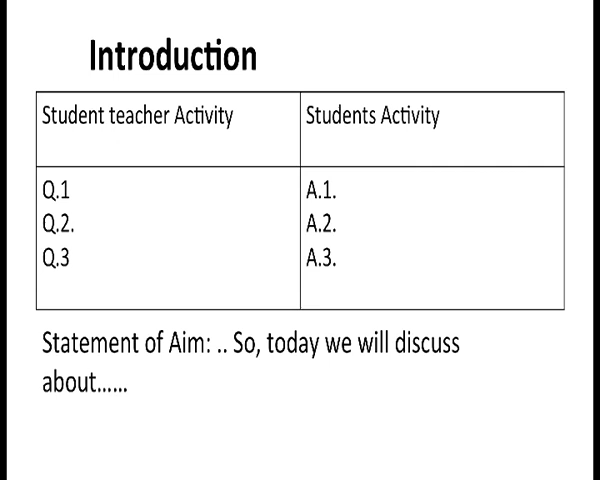 Introduction
Student teacher Activity
Students Activity
Q.1
A.1.
Q.2.
A.2.
Q.3
A.3.
Statement of Aim: .. So, today we will discuss
about......